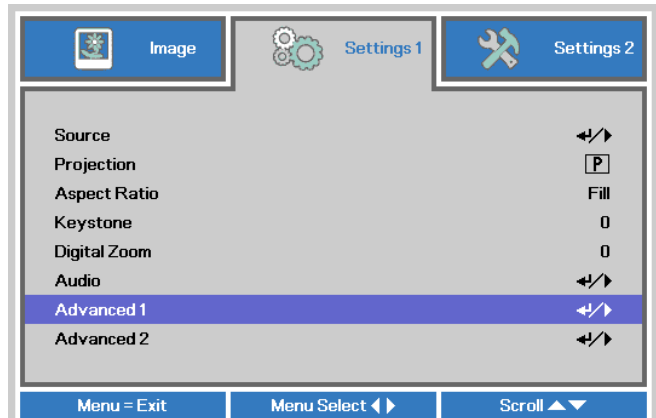 Image
Settings 1
Settings 2
Source ↵/▶
Projection P
Aspect Ratio Fill
Keystone 0
Digital Zoom 0
Audio ↵/▶
Advanced 1 ↵/▶
Advanced 2 ↵/▶
Menu = Exit
Menu Select ◀▶
Scroll ▲▼